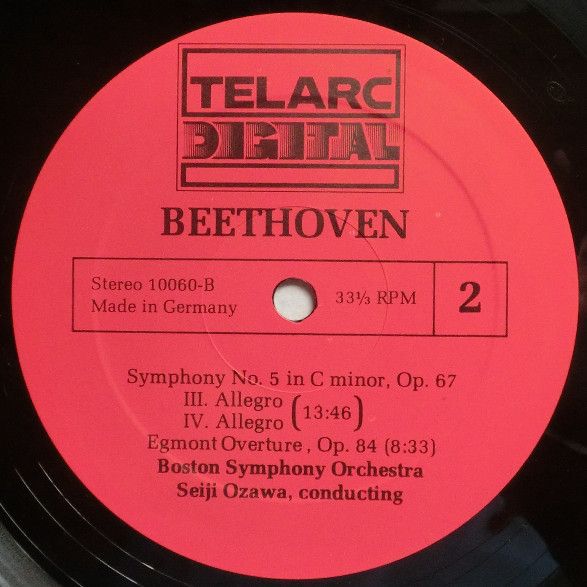 TELARC
DIGITAL
BEETHOVEN
Stereo 10060-B
Made in Germany
33⅓ RPM
2
Symphony No. 5 in C minor, Op. 67
III. Allegro
IV. Allegro
(13:46)
Egmont Overture, Op. 84 (8:33)
Boston Symphony Orchestra
Seiji Ozawa, conducting